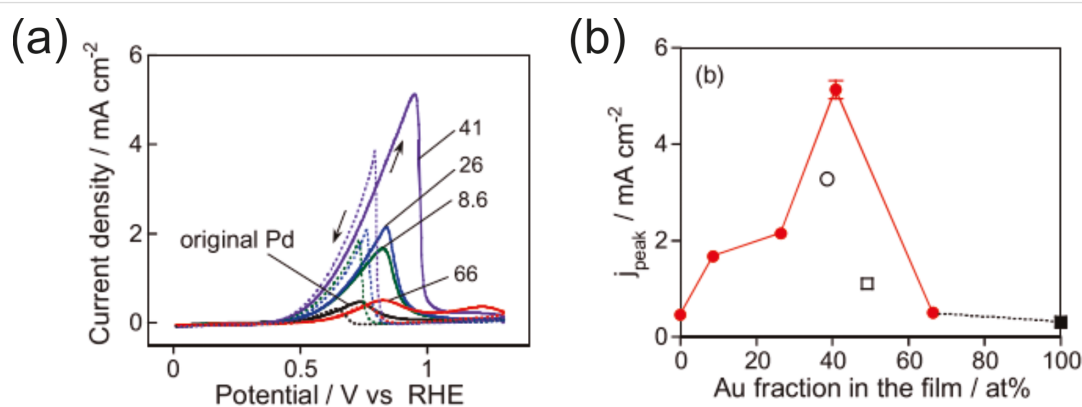 (a)
Current density / mA cm-2
6
4
2
0
original Pd
41
26
8.6
66
0
0.5
1
Potential / V vs RHE
(b)
jpeak / mA cm-2
6
4
2
0
(b)
0
20
40
60
80
100
Au fraction in the film / at%